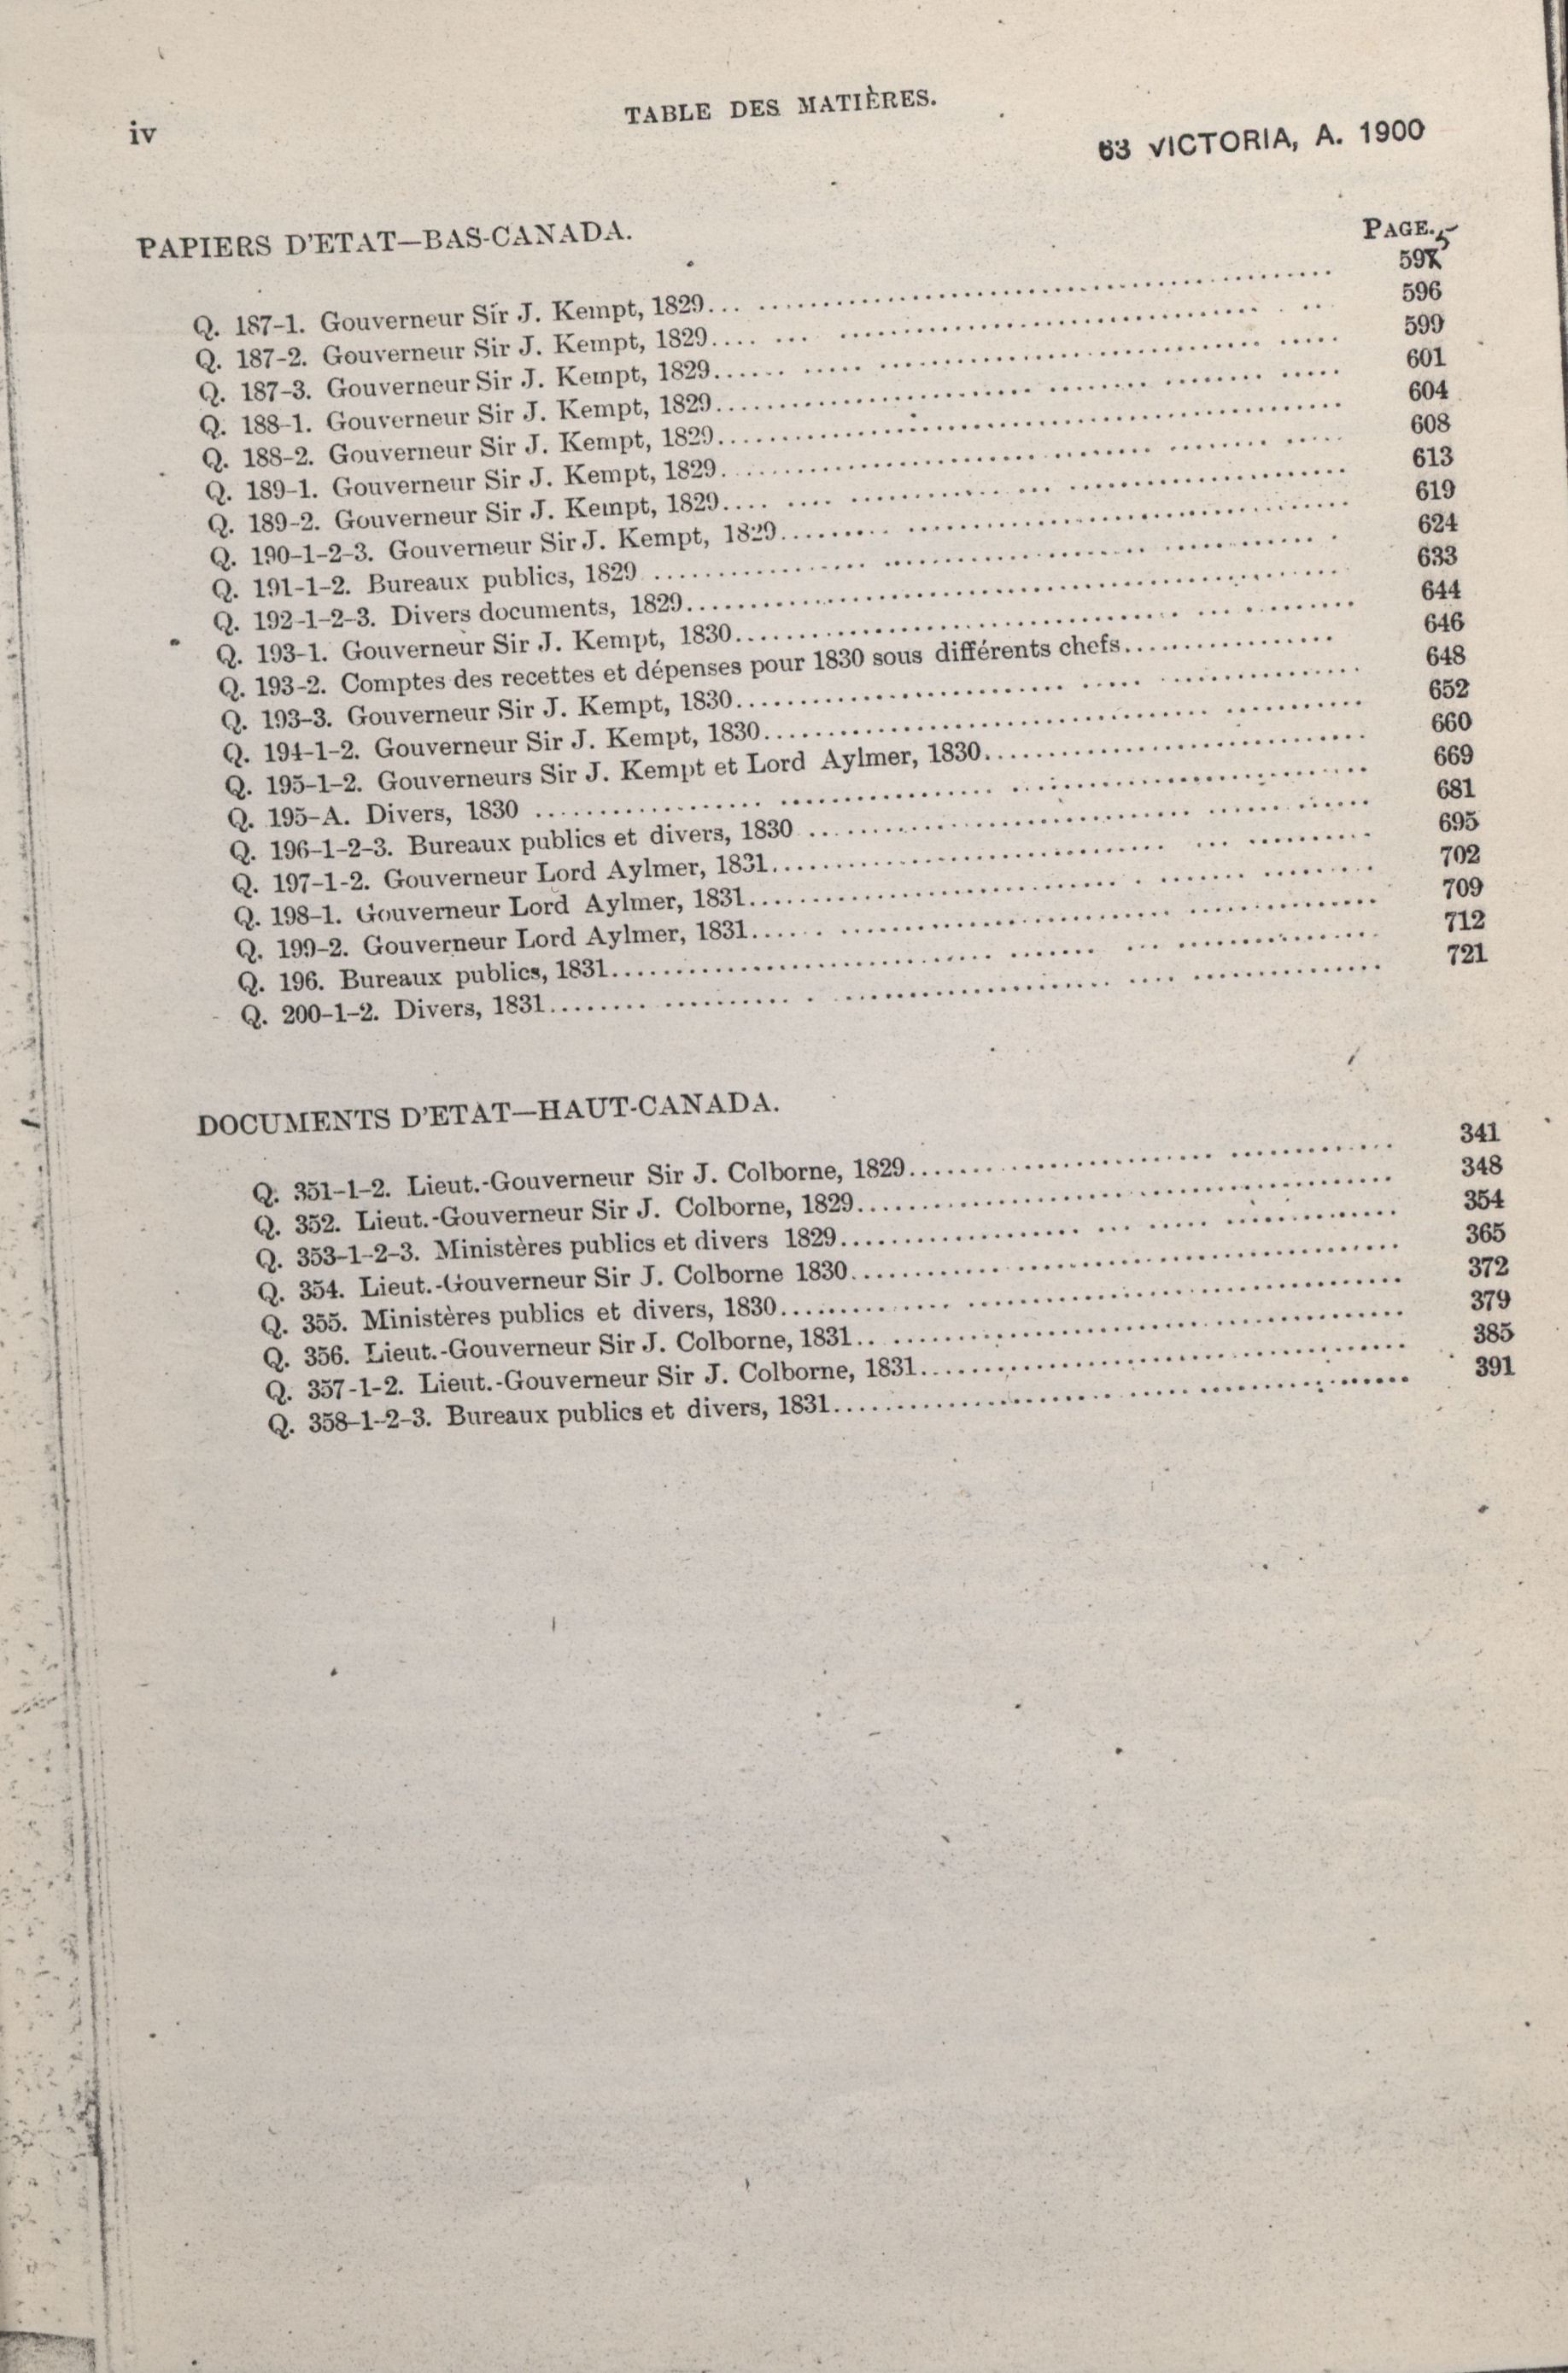 iv
TABLE DES MATIÈRES.
63 VICTORIA, A. 1900
PAPIERS D'ETAT—BAS-CANADA.
PAGE.
Q. 187-1. Gouverneur Sir J. Kempt, 1829... 595
Q. 187-2. Gouverneur Sir J. Kempt, 1829... 596
Q. 187-3. Gouverneur Sir J. Kempt, 1829... 599
Q. 188-1. Gouverneur Sir J. Kempt, 1829... 601
Q. 188-2. Gouverneur Sir J. Kempt, 1829... 604
Q. 189-1. Gouverneur Sir J. Kempt, 1829... 608
Q. 189-2. Gouverneur Sir J. Kempt, 1829... 613
Q. 190-1-2-3. Gouverneur Sir J. Kempt, 1829... 619
Q. 191-1-2. Bureaux publics, 1829... 624
Q. 192-1-2-3. Divers documents, 1829... 633
Q. 193-1. Gouverneur Sir J. Kempt, 1830... 644
Q. 193-2. Comptes des recettes et dépenses pour 1830 sous différents chefs... 646
Q. 193-3. Gouverneur Sir J. Kempt, 1830... 648
Q. 194-1-2. Gouverneur Sir J. Kempt, 1830... 652
Q. 195-1-2. Gouverneurs Sir J. Kempt et Lord Aylmer, 1830... 660
Q. 195-A. Divers, 1830... 669
Q. 196-1-2-3. Bureaux publics et divers, 1830... 681
Q. 197-1-2. Gouverneur Lord Aylmer, 1831... 695
Q. 198-1. Gouverneur Lord Aylmer, 1831... 702
Q. 199-2. Gouverneur Lord Aylmer, 1831... 709
Q. 196. Bureaux publics, 1831... 712
Q. 200-1-2. Divers, 1831... 721
DOCUMENTS D'ETAT—HAUT-CANADA.
Q. 351-1-2. Lieut.-Gouverneur Sir J. Colborne, 1829... 341
Q. 352. Lieut.-Gouverneur Sir J. Colborne, 1829... 348
Q. 353-1-2-3. Ministères publics et divers 1829... 354
Q. 354. Lieut.-Gouverneur Sir J. Colborne 1830... 365
Q. 355. Ministères publics et divers, 1830... 372
Q. 356. Lieut.-Gouverneur Sir J. Colborne, 1831... 379
Q. 357-1-2. Lieut.-Gouverneur Sir J. Colborne, 1831... 385
Q. 358-1-2-3. Bureaux publics et divers, 1831... 391